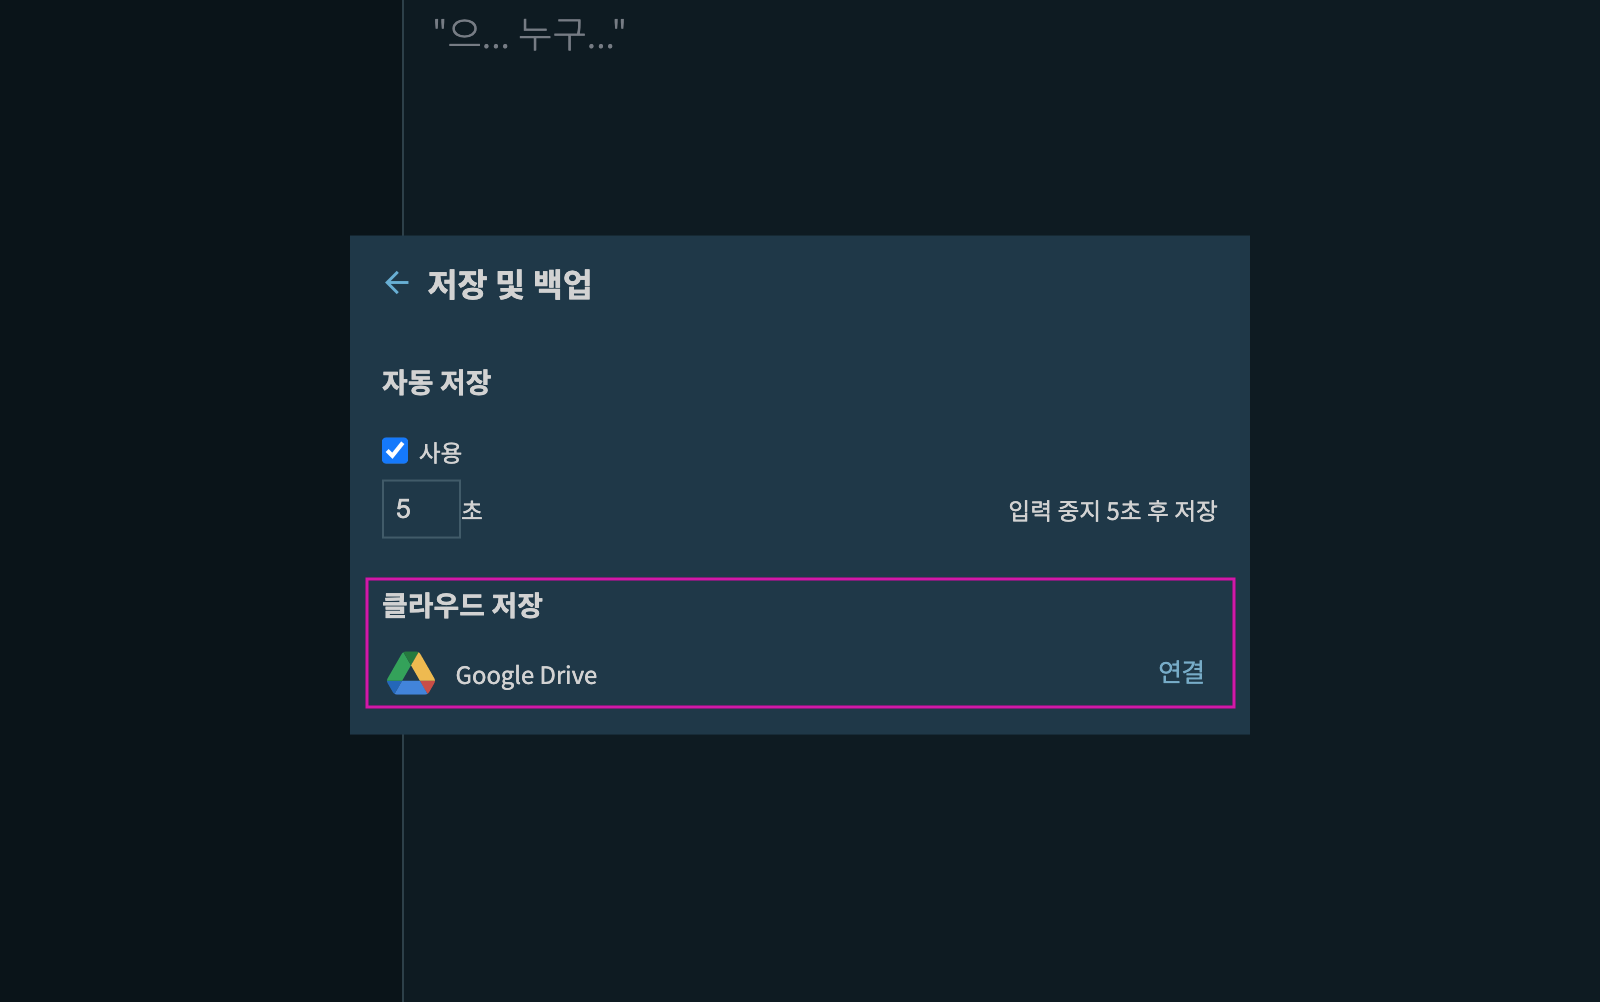 "으... 누구..."
저장 및 백업
자동 저장
사용
5 초 입력 중지 5초 후 저장
클라우드 저장
Google Drive 연결